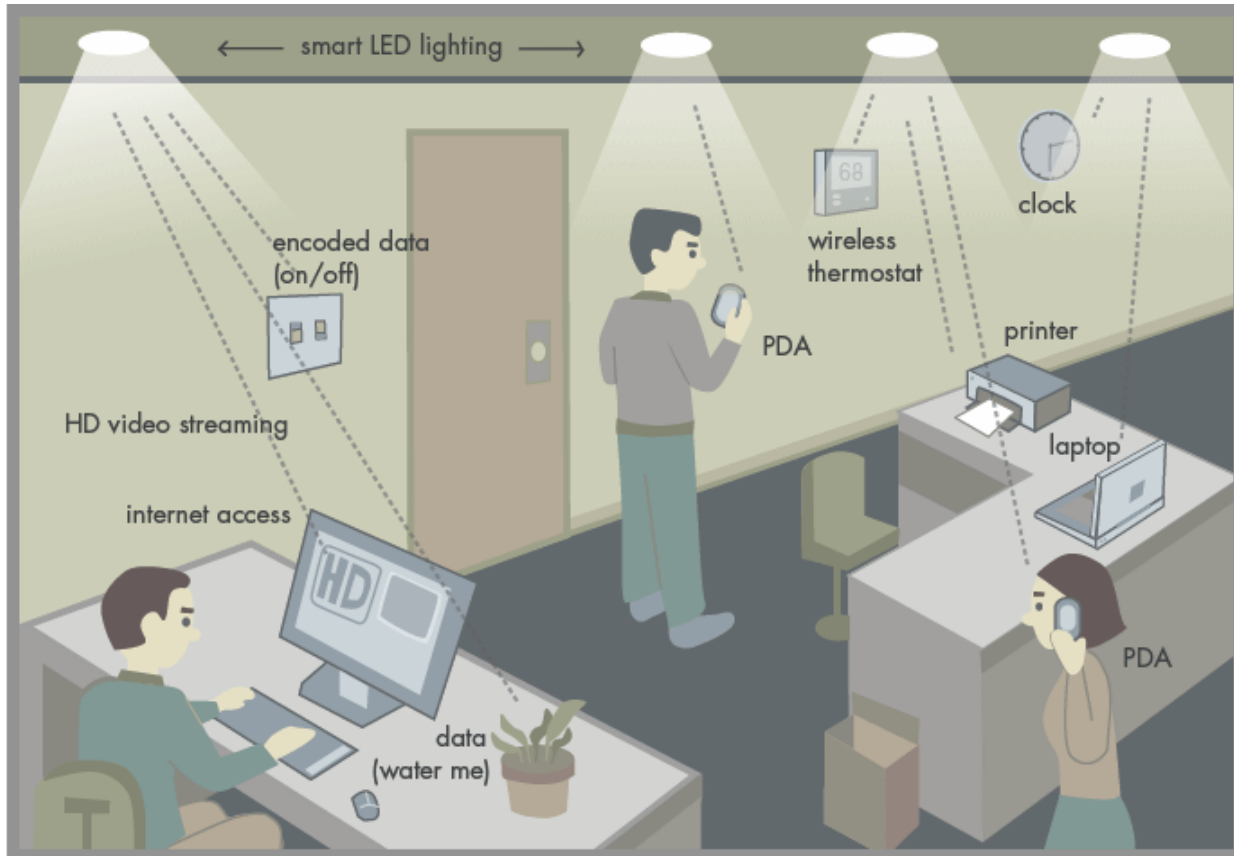 smart LED lighting
68
clock
encoded data
(on/off)
wireless
thermostat
PDA
printer
HD video streaming
laptop
internet access
HD
PDA
data
(water me)